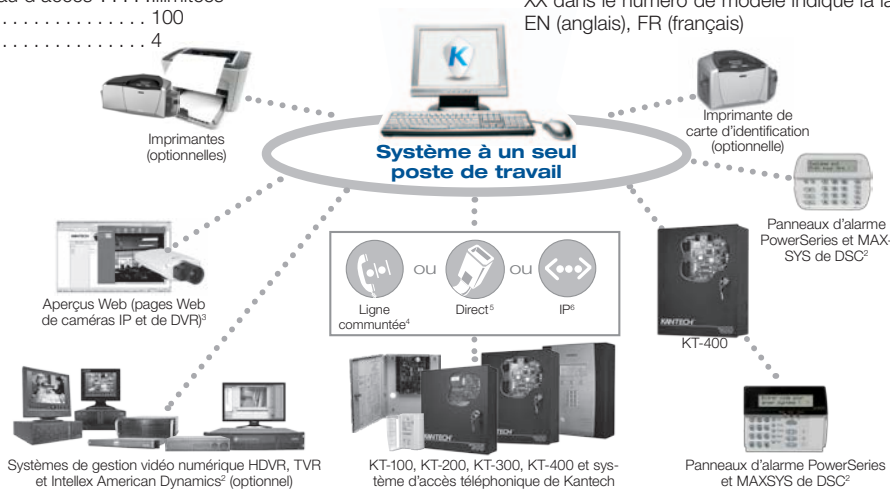 XX dans le numéro de modèle indique la
EN (anglais), FR (français)
100
4
Imprimantes
(optionnelles)
K
Système à un seul
poste de travail
Imprimante de
carte d'identification
(optionnelle)
Panneaux d'alarme
PowerSeries et MAX-
SYS de DSC²
Aperçus Web (pages Web
de caméras IP et de DVR)³
ou
ou
Ligne
communtée⁴
Direct⁵
IP⁶
KANTECH
KT-400
Systèmes de gestion vidéo numérique HDVR, TVR
et Intellex American Dynamics² (optionnel)
KANTECH
KANTECH
KT-100, KT-200, KT-300, KT-400 et sys-
tème d'accès téléphonique de Kantech
Panneaux d'alarme PowerSeries
et MAXSYS de DSC²